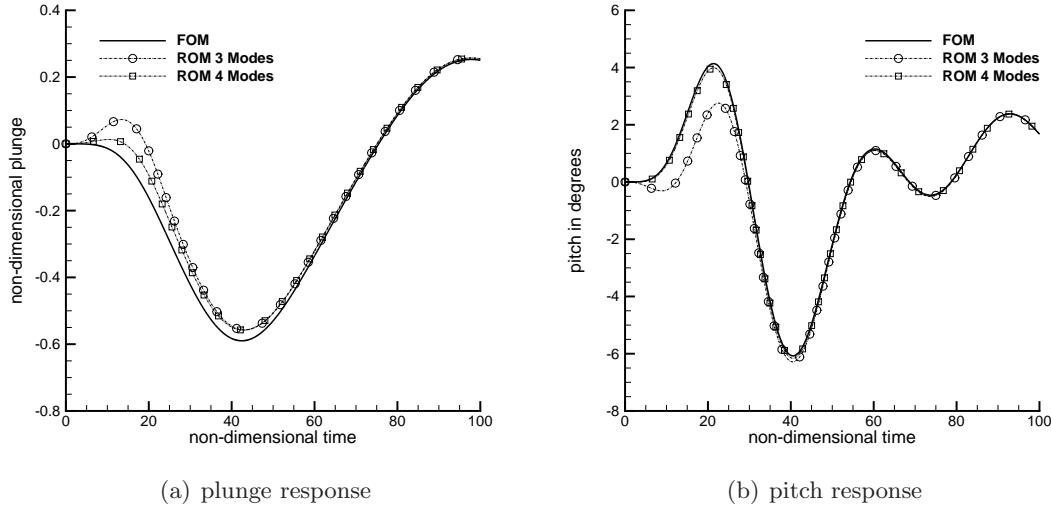 0.4
0.2
0
-0.2
-0.4
-0.6
-0.8
non-dimensional plunge
FOM
ROM 3 Modes
ROM 4 Modes
0 20 40 60 80 100
non-dimensional time
(a) plunge response
6
4
2
0
-2
-4
-6
-8
pitch in degrees
FOM
ROM 3 Modes
ROM 4 Modes
0 20 40 60 80 100
non-dimensional time
(b) pitch response